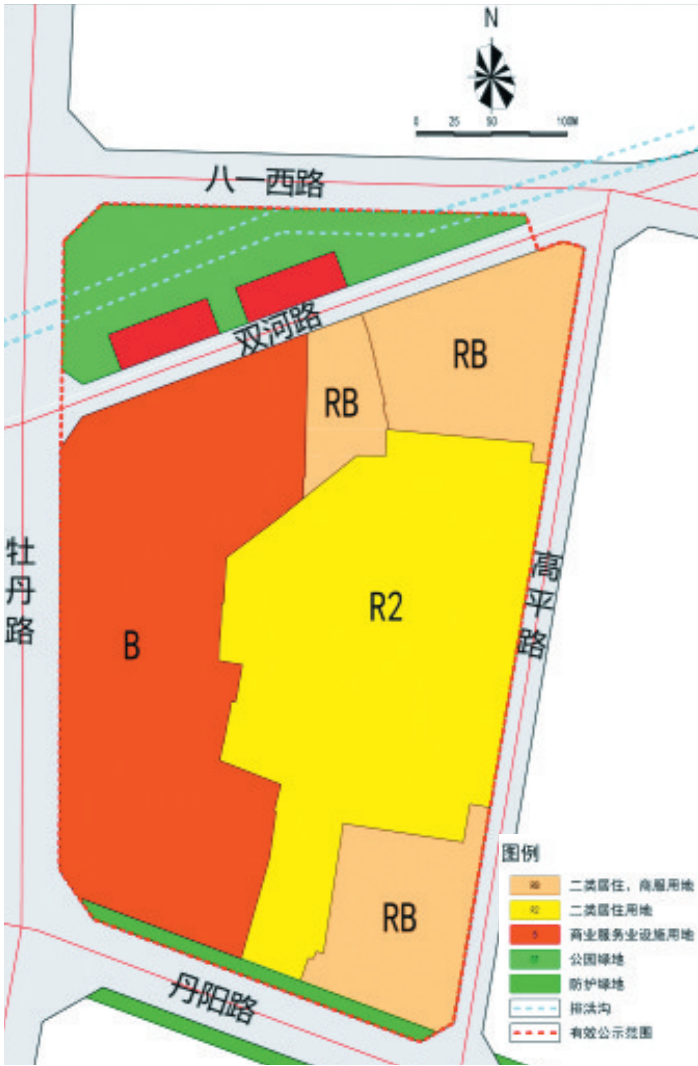 N
0 25 50 100M
八一西路
双河路
RB
RB
牡丹路
高平路
R2
B
RB
丹阳路
图例
RB 二类居住、商服用地
R2 二类居住用地
B 商业服务业设施用地
公园绿地
防护绿地
排洪沟
有效公示范围